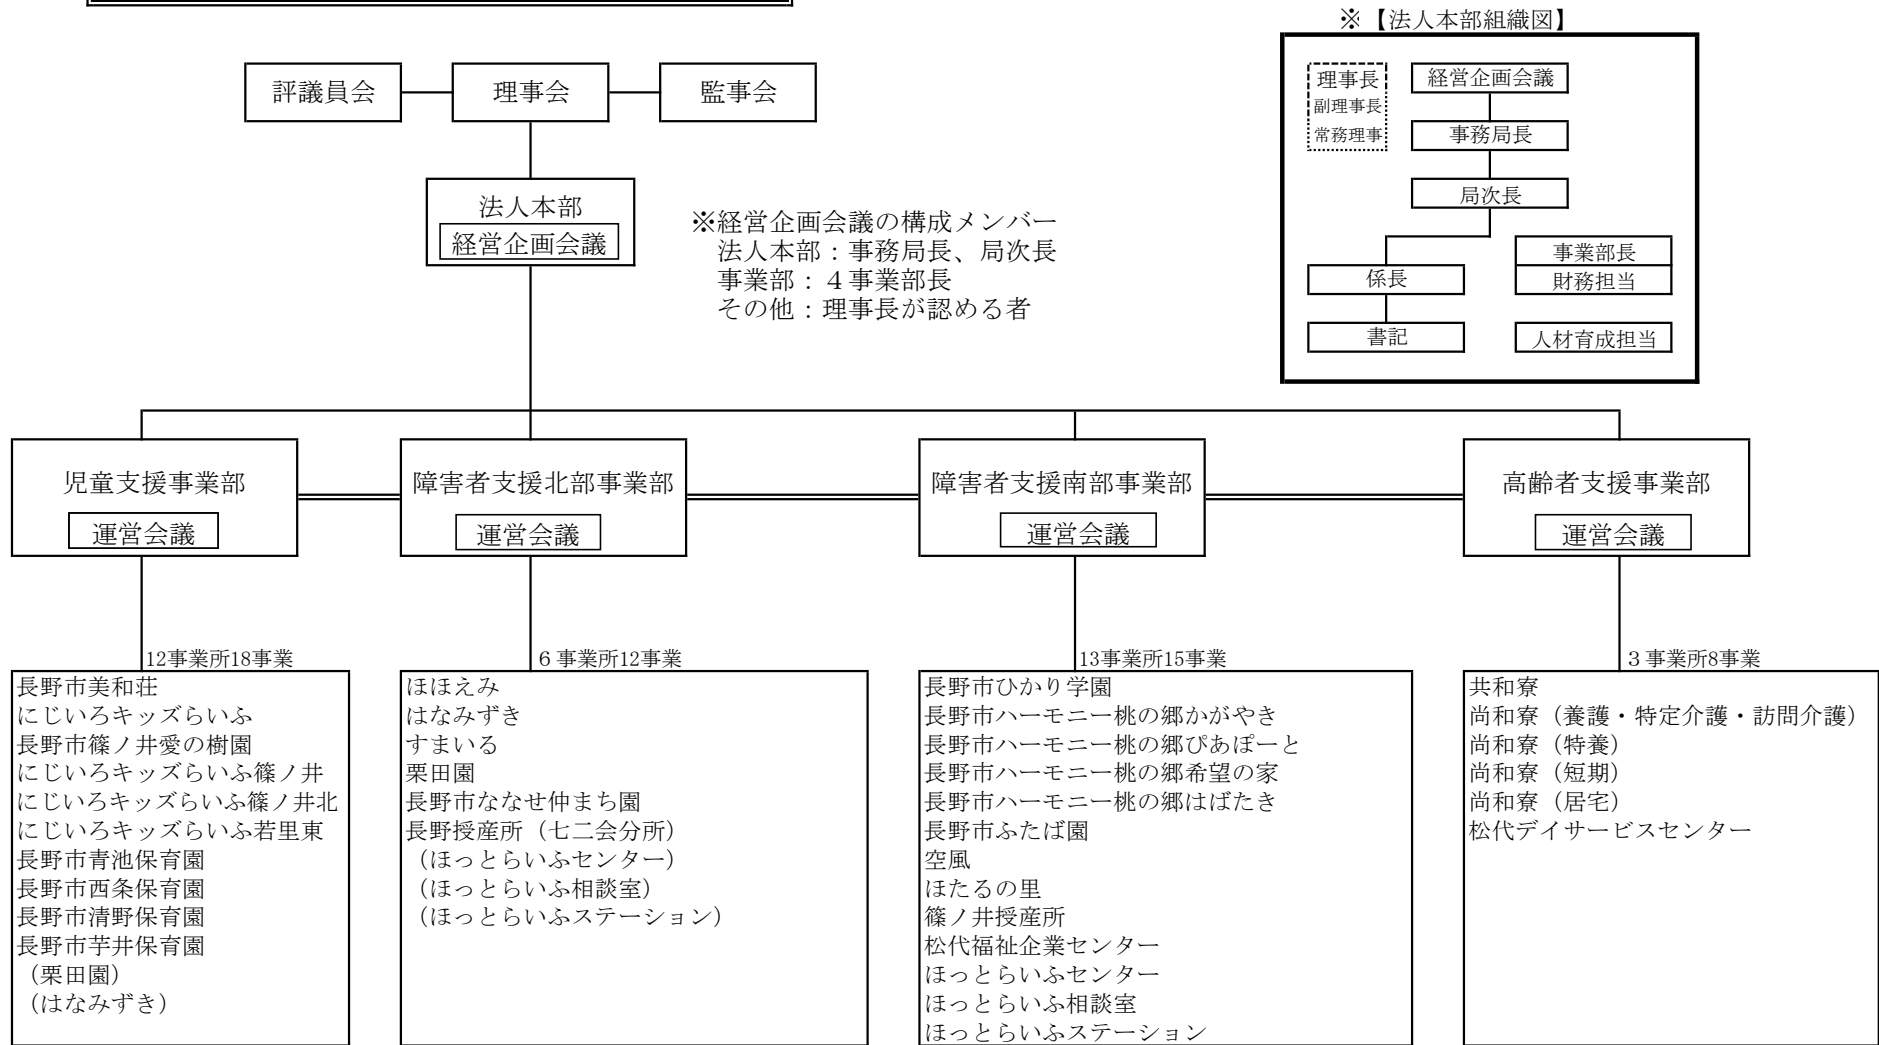 ※【法人本部組織図】
評議員会
理事会
監事会
理事長
副理事長
常務理事
経営企画会議
事務局長
局次長
係長
書記
事業部長
財務担当
人材育成担当
法人本部
経営企画会議
※経営企画会議の構成メンバー
法人本部：事務局長、局次長
事業部：４事業部長
その他：理事長が認める者
児童支援事業部
運営会議
障害者支援北部事業部
運営会議
障害者支援南部事業部
運営会議
高齢者支援事業部
運営会議
12事業所18事業
長野市美和荘
にじいろキッズらいふ
長野市篠ノ井愛の樹園
にじいろキッズらいふ篠ノ井
にじいろキッズらいふ篠ノ井北
にじいろキッズらいふ若里東
長野市青池保育園
長野市西条保育園
長野市清野保育園
長野市芋井保育園
（栗田園）
（はなみずき）
６事業所12事業
ほほえみ
はなみずき
すまいる
栗田園
長野市ななせ仲まち園
長野授産所（七二会分所）
（ほっとらいふセンター）
（ほっとらいふ相談室）
（ほっとらいふステーション）
13事業所15事業
長野市ひかり学園
長野市ハーモニー桃の郷かがやき
長野市ハーモニー桃の郷ぴあぽーと
長野市ハーモニー桃の郷希望の家
長野市ハーモニー桃の郷はばたき
長野市ふたば園
空風
ほたるの里
篠ノ井授産所
松代福祉企業センター
ほっとらいふセンター
ほっとらいふ相談室
ほっとらいふステーション
３事業所8事業
共和寮
尚和寮（養護・特定介護・訪問介護）
尚和寮（特養）
尚和寮（短期）
尚和寮（居宅）
松代デイサービスセンター